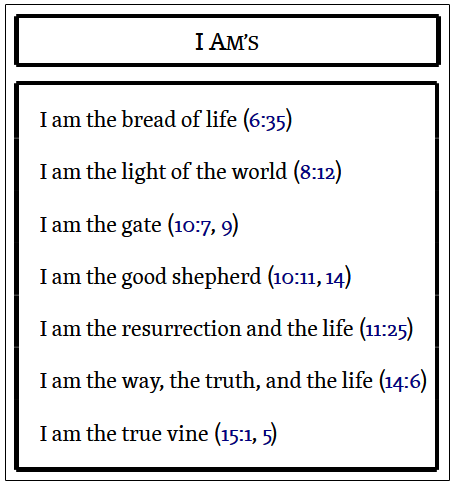 I AM’S
I am the bread of life (6:35)
I am the light of the world (8:12)
I am the gate (10:7, 9)
I am the good shepherd (10:11, 14)
I am the resurrection and the life (11:25)
I am the way, the truth, and the life (14:6)
I am the true vine (15:1, 5)